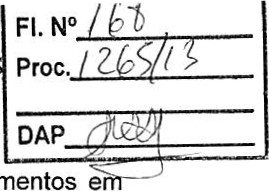 Fl. Nº 168
Proc. 1265/13
DAP
mentos em